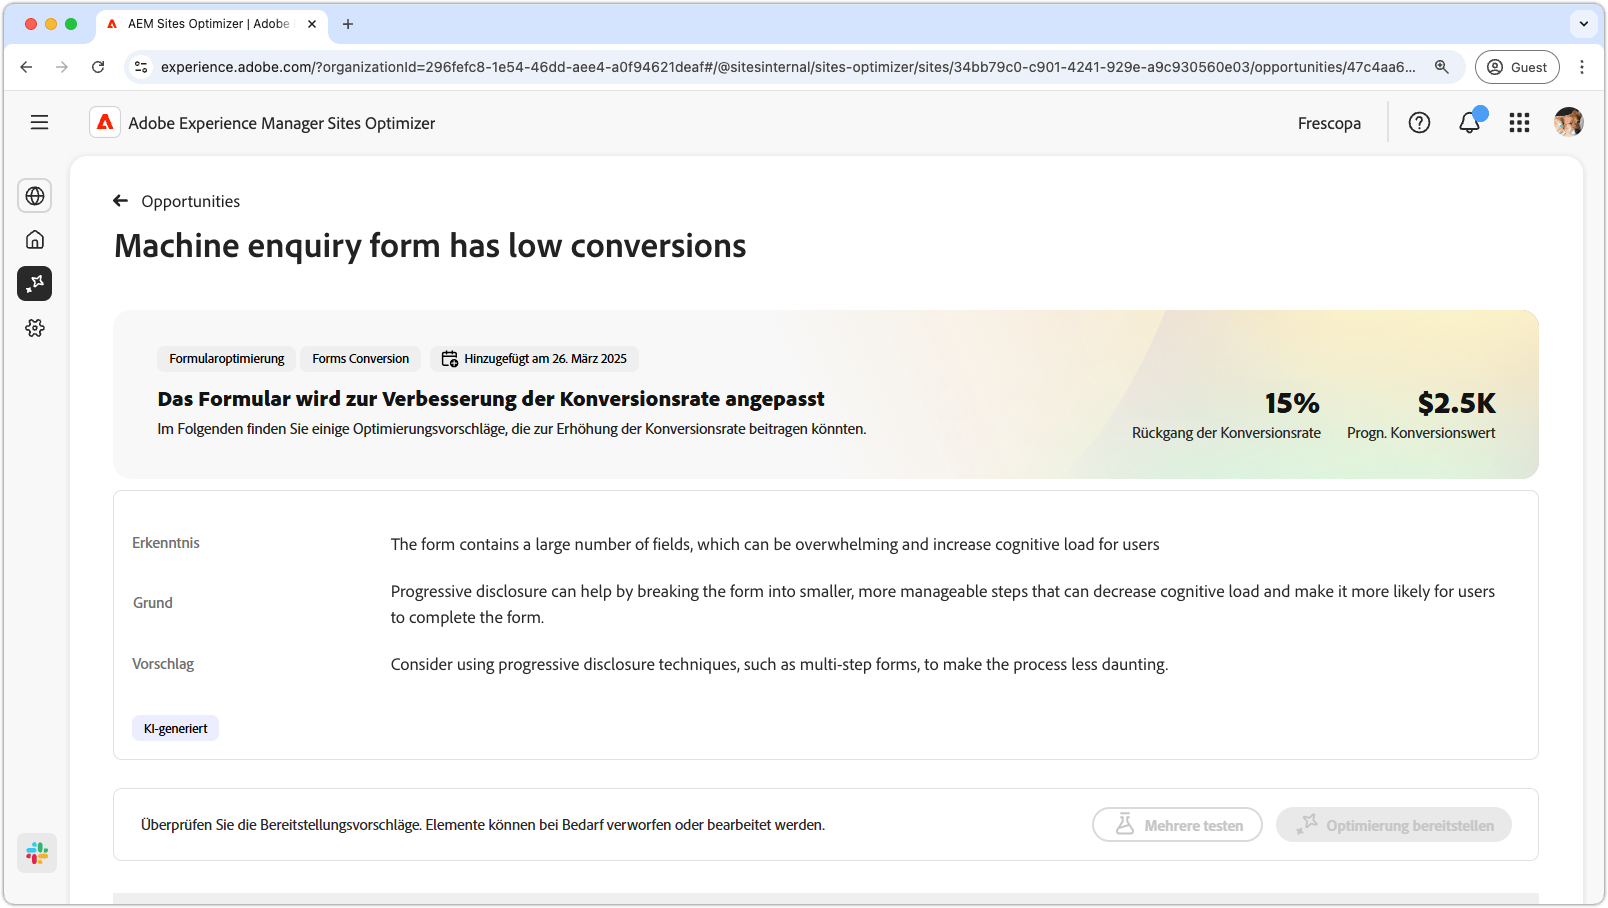 AEM Sites Optimizer | Adobe
experience.adobe.com/?organizationId=296fefc8-1e54-46dd-aee4-a0f94621deaf#/@sitesinternal/sites-optimizer/sites/34bb79c0-c901-4241-929e-a9c930560e03/opportunities/47c4aa6...
Guest
Adobe Experience Manager Sites Optimizer
Frescopa
Opportunities
Machine enquiry form has low conversions
Formularoptimierung
Forms Conversion
Hinzugefügt am 26. März 2025
Das Formular wird zur Verbesserung der Konversionsrate angepasst
Im Folgenden finden Sie einige Optimierungsvorschläge, die zur Erhöhung der Konversionsrate beitragen könnten.
15%
Rückgang der Konversionsrate
$2.5K
Progn. Konversionswert
Erkenntnis
The form contains a large number of fields, which can be overwhelming and increase cognitive load for users
Grund
Progressive disclosure can help by breaking the form into smaller, more manageable steps that can decrease cognitive load and make it more likely for users
to complete the form.
Vorschlag
Consider using progressive disclosure techniques, such as multi-step forms, to make the process less daunting.
KI-generiert
Überprüfen Sie die Bereitstellungsvorschläge. Elemente können bei Bedarf verworfen oder bearbeitet werden.
Mehrere testen
Optimierung bereitstellen